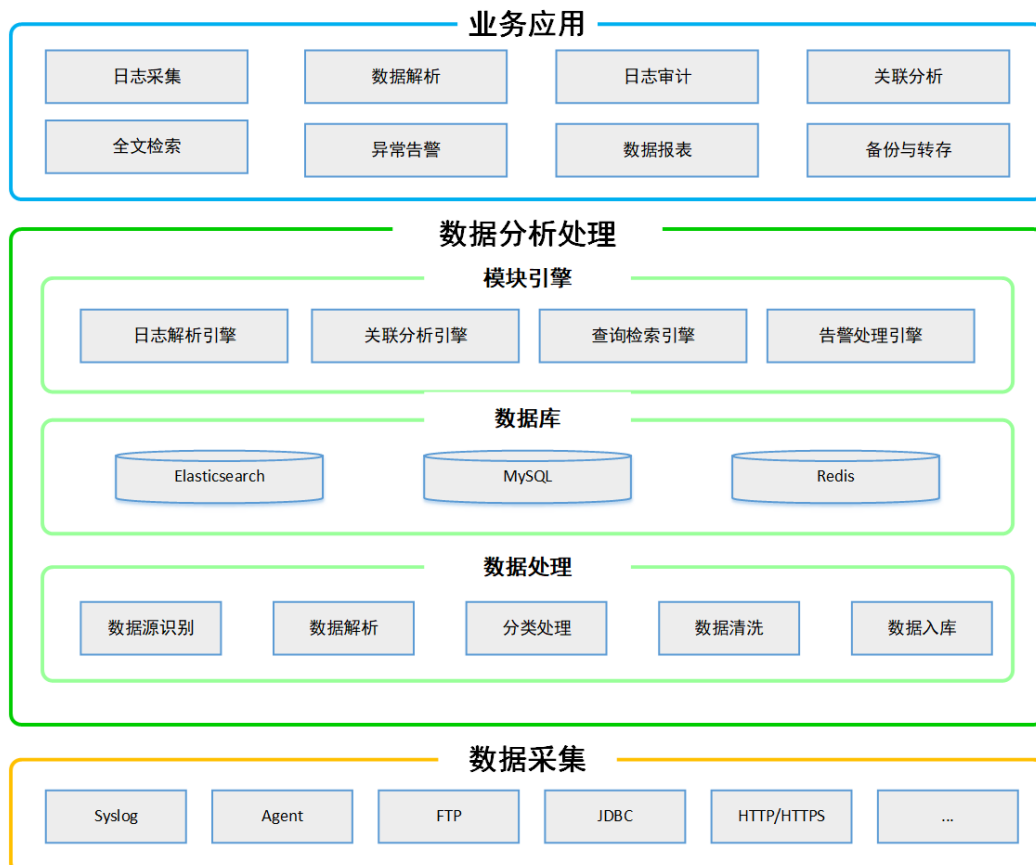 业务应用
日志采集 数据解析 日志审计 关联分析
全文检索 异常告警 数据报表 备份与转存
数据分析处理
模块引擎
日志解析引擎 关联分析引擎 查询检索引擎 告警处理引擎
数据库
Elasticsearch MySQL Redis
数据处理
数据源识别 数据解析 分类处理 数据清洗 数据入库
数据采集
Syslog Agent FTP JDBC HTTP/HTTPS ...